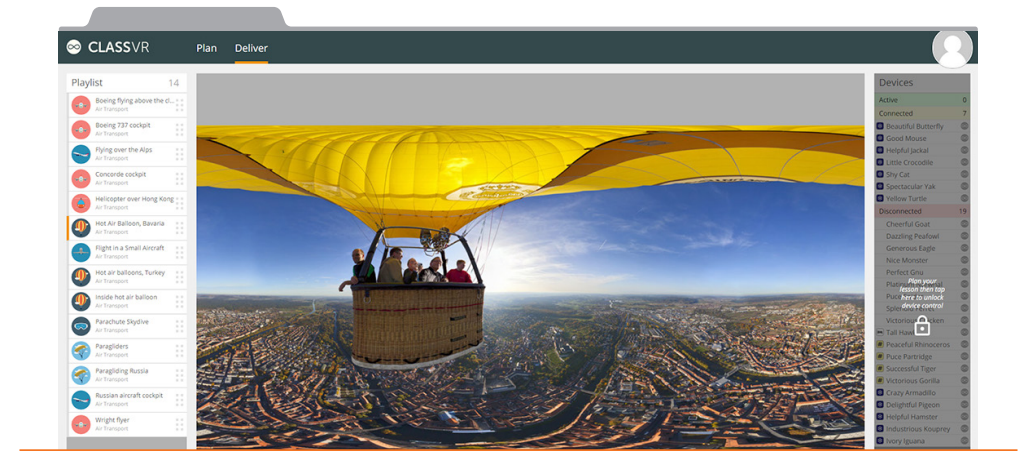 CLASSVR
Plan
Deliver
Playlist 14
Boeing flying above the cl...
Air Transport
Boeing 737 cockpit
Air Transport
Flying over the Alps
Air Transport
Concorde cockpit
Air Transport
Helicopter over Hong Kong
Air Transport
Hot Air Balloon, Bavaria
Air Transport
Flight in a Small Aircraft
Air Transport
Hot air balloons, Turkey
Air Transport
Inside hot air balloon
Air Transport
Parachute Skydive
Air Transport
Paragliders
Air Transport
Paragliding Russia
Air Transport
Russian aircraft cockpit
Air Transport
Wright flyer
Air Transport
Devices
Active 0
Connected 7
Beautiful Butterfly
Good Mouse
Helpful Jackal
Little Crocodile
Shy Cat
Spectacular Yak
Yellow Turtle
Disconnected 19
Cheerful Goat
Dazzling Peafowl
Generous Eagle
Nice Monster
Perfect Gnu
Plan your
lesson then tap
here to unlock
device control
Peaceful Rhinoceros
Puce Partridge
Successful Tiger
Victorious Gorilla
Crazy Armadillo
Delightful Pigeon
Helpful Hamster
Industrious Kouprey
Ivory Iguana